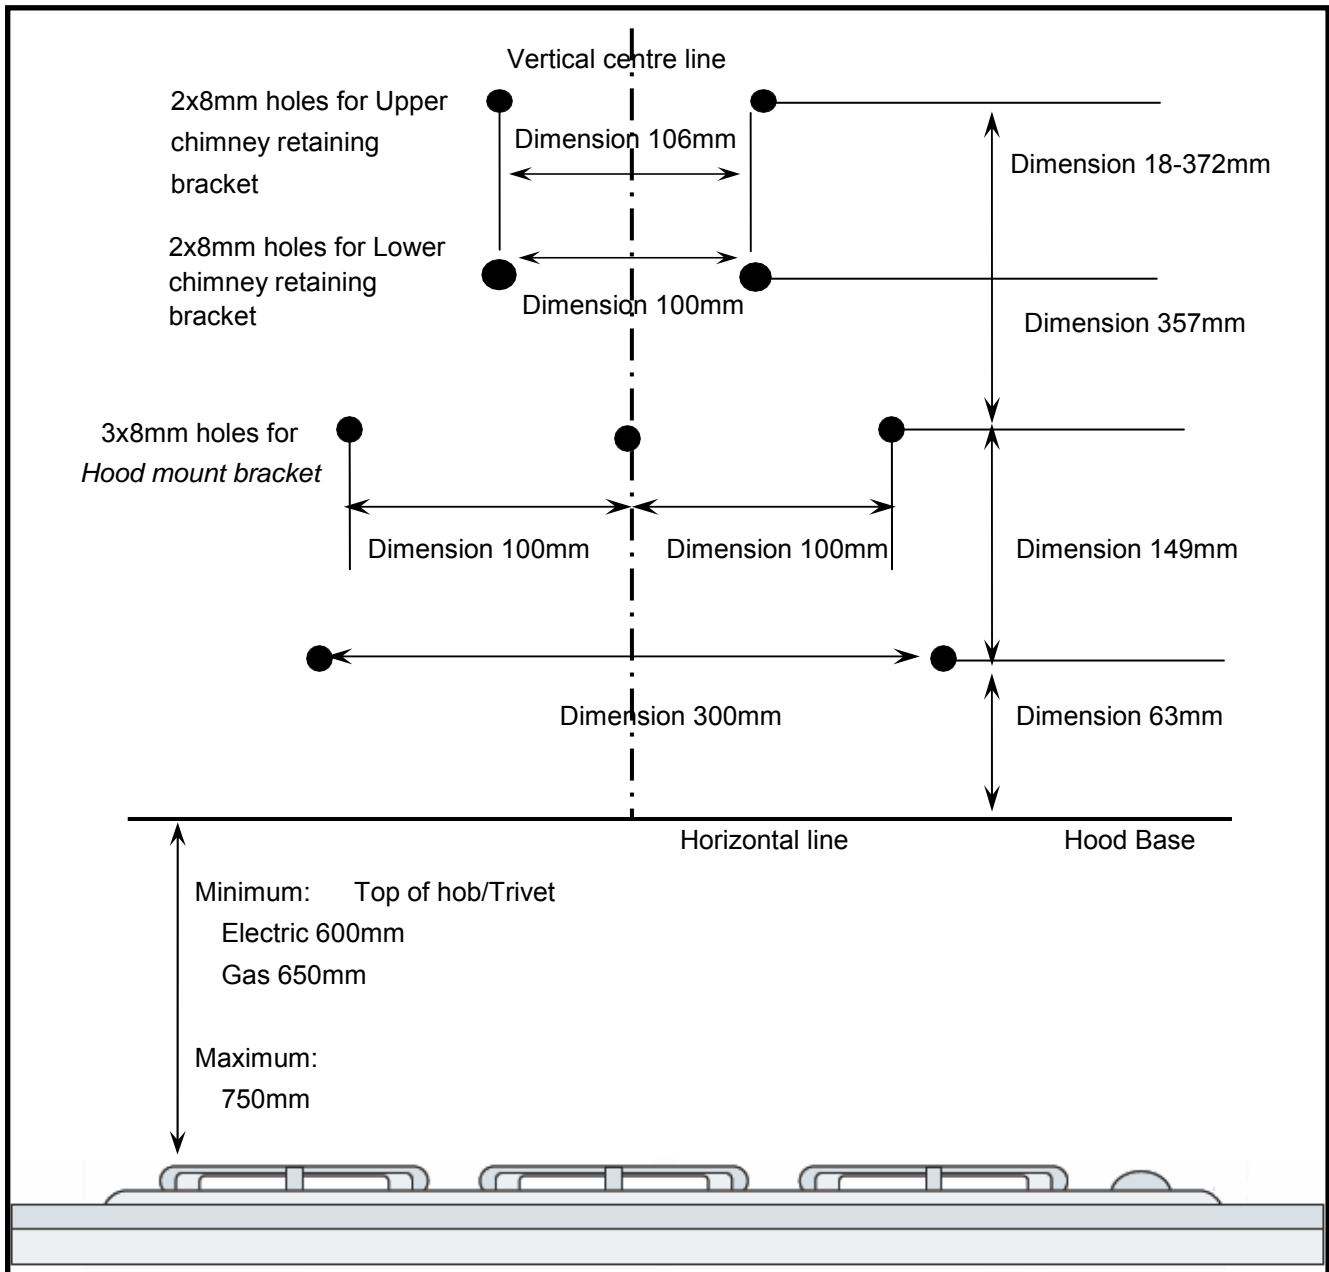 Vertical centre line
2x8mm holes for Upper
chimney retaining
bracket
Dimension 106mm
Dimension 18-372mm
2x8mm holes for Lower
chimney retaining
bracket
Dimension 100mm
Dimension 357mm
3x8mm holes for
Hood mount bracket
Dimension 100mm
Dimension 100mm
Dimension 149mm
Dimension 300mm
Dimension 63mm
Horizontal line
Hood Base
Minimum: Top of hob/Trivet
Electric 600mm
Gas 650mm
Maximum:
750mm